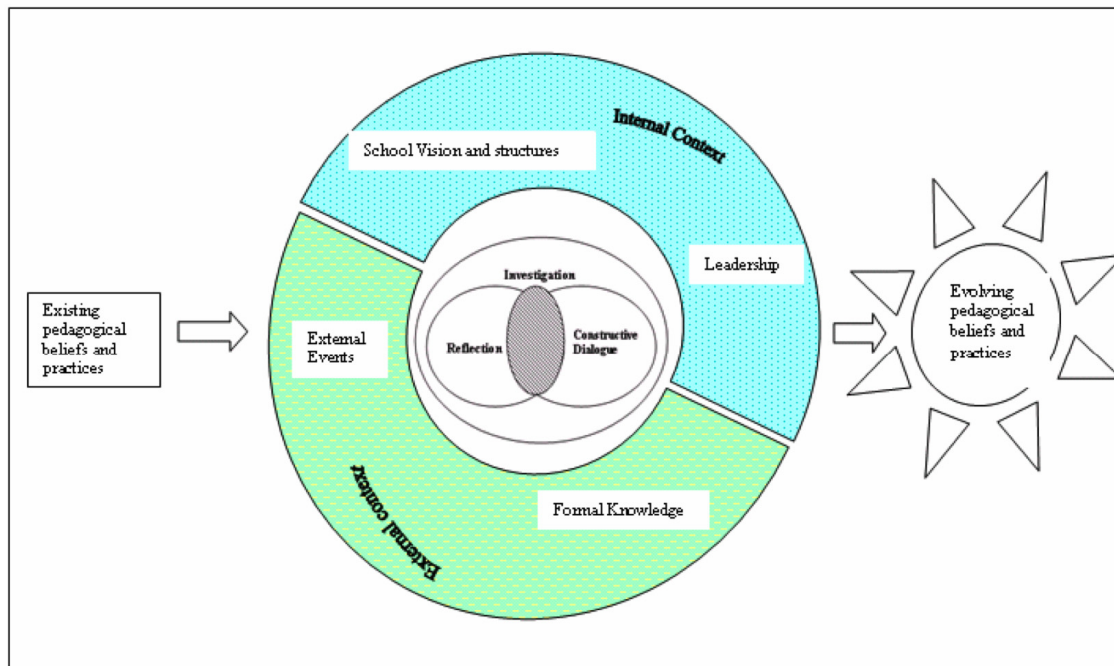 Internal Context
School Vision and structures
Leadership
Investigation
Reflection
Constructive
Dialogue
Existing
pedagogical
beliefs and
practices
External
Events
Evolving
pedagogical
beliefs and
practices
Formal Knowledge
External context